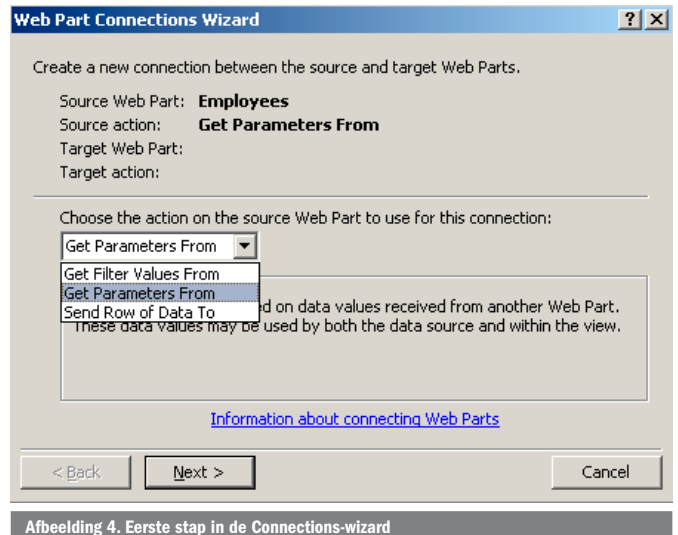 Web Part Connections Wizard
Create a new connection between the source and target Web Parts.
Source Web Part: Employees
Source action: Get Parameters From
Target Web Part:
Target action:
Choose the action on the source Web Part to use for this connection:
Get Parameters From
Get Filter Values From
Get Parameters From
Send Row of Data To
d on data values received from another Web Part.
These data values may be used by both the data source and within the view.
Information about connecting Web Parts
< Back
Next >
Cancel
Afbeelding 4. Eerste stap in de Connections-wizard